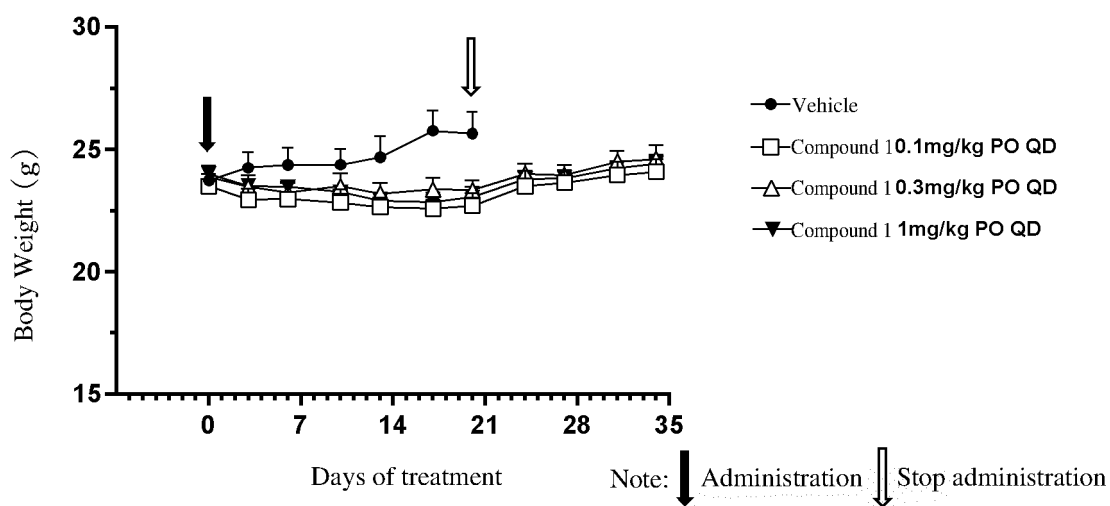 30
25
20
15
Body Weight (g)
0 7 14 21 28 35
Days of treatment
Vehicle
Compound 1 0.1mg/kg PO QD
Compound 1 0.3mg/kg PO QD
Compound 1 1mg/kg PO QD
Note: Administration Stop administration